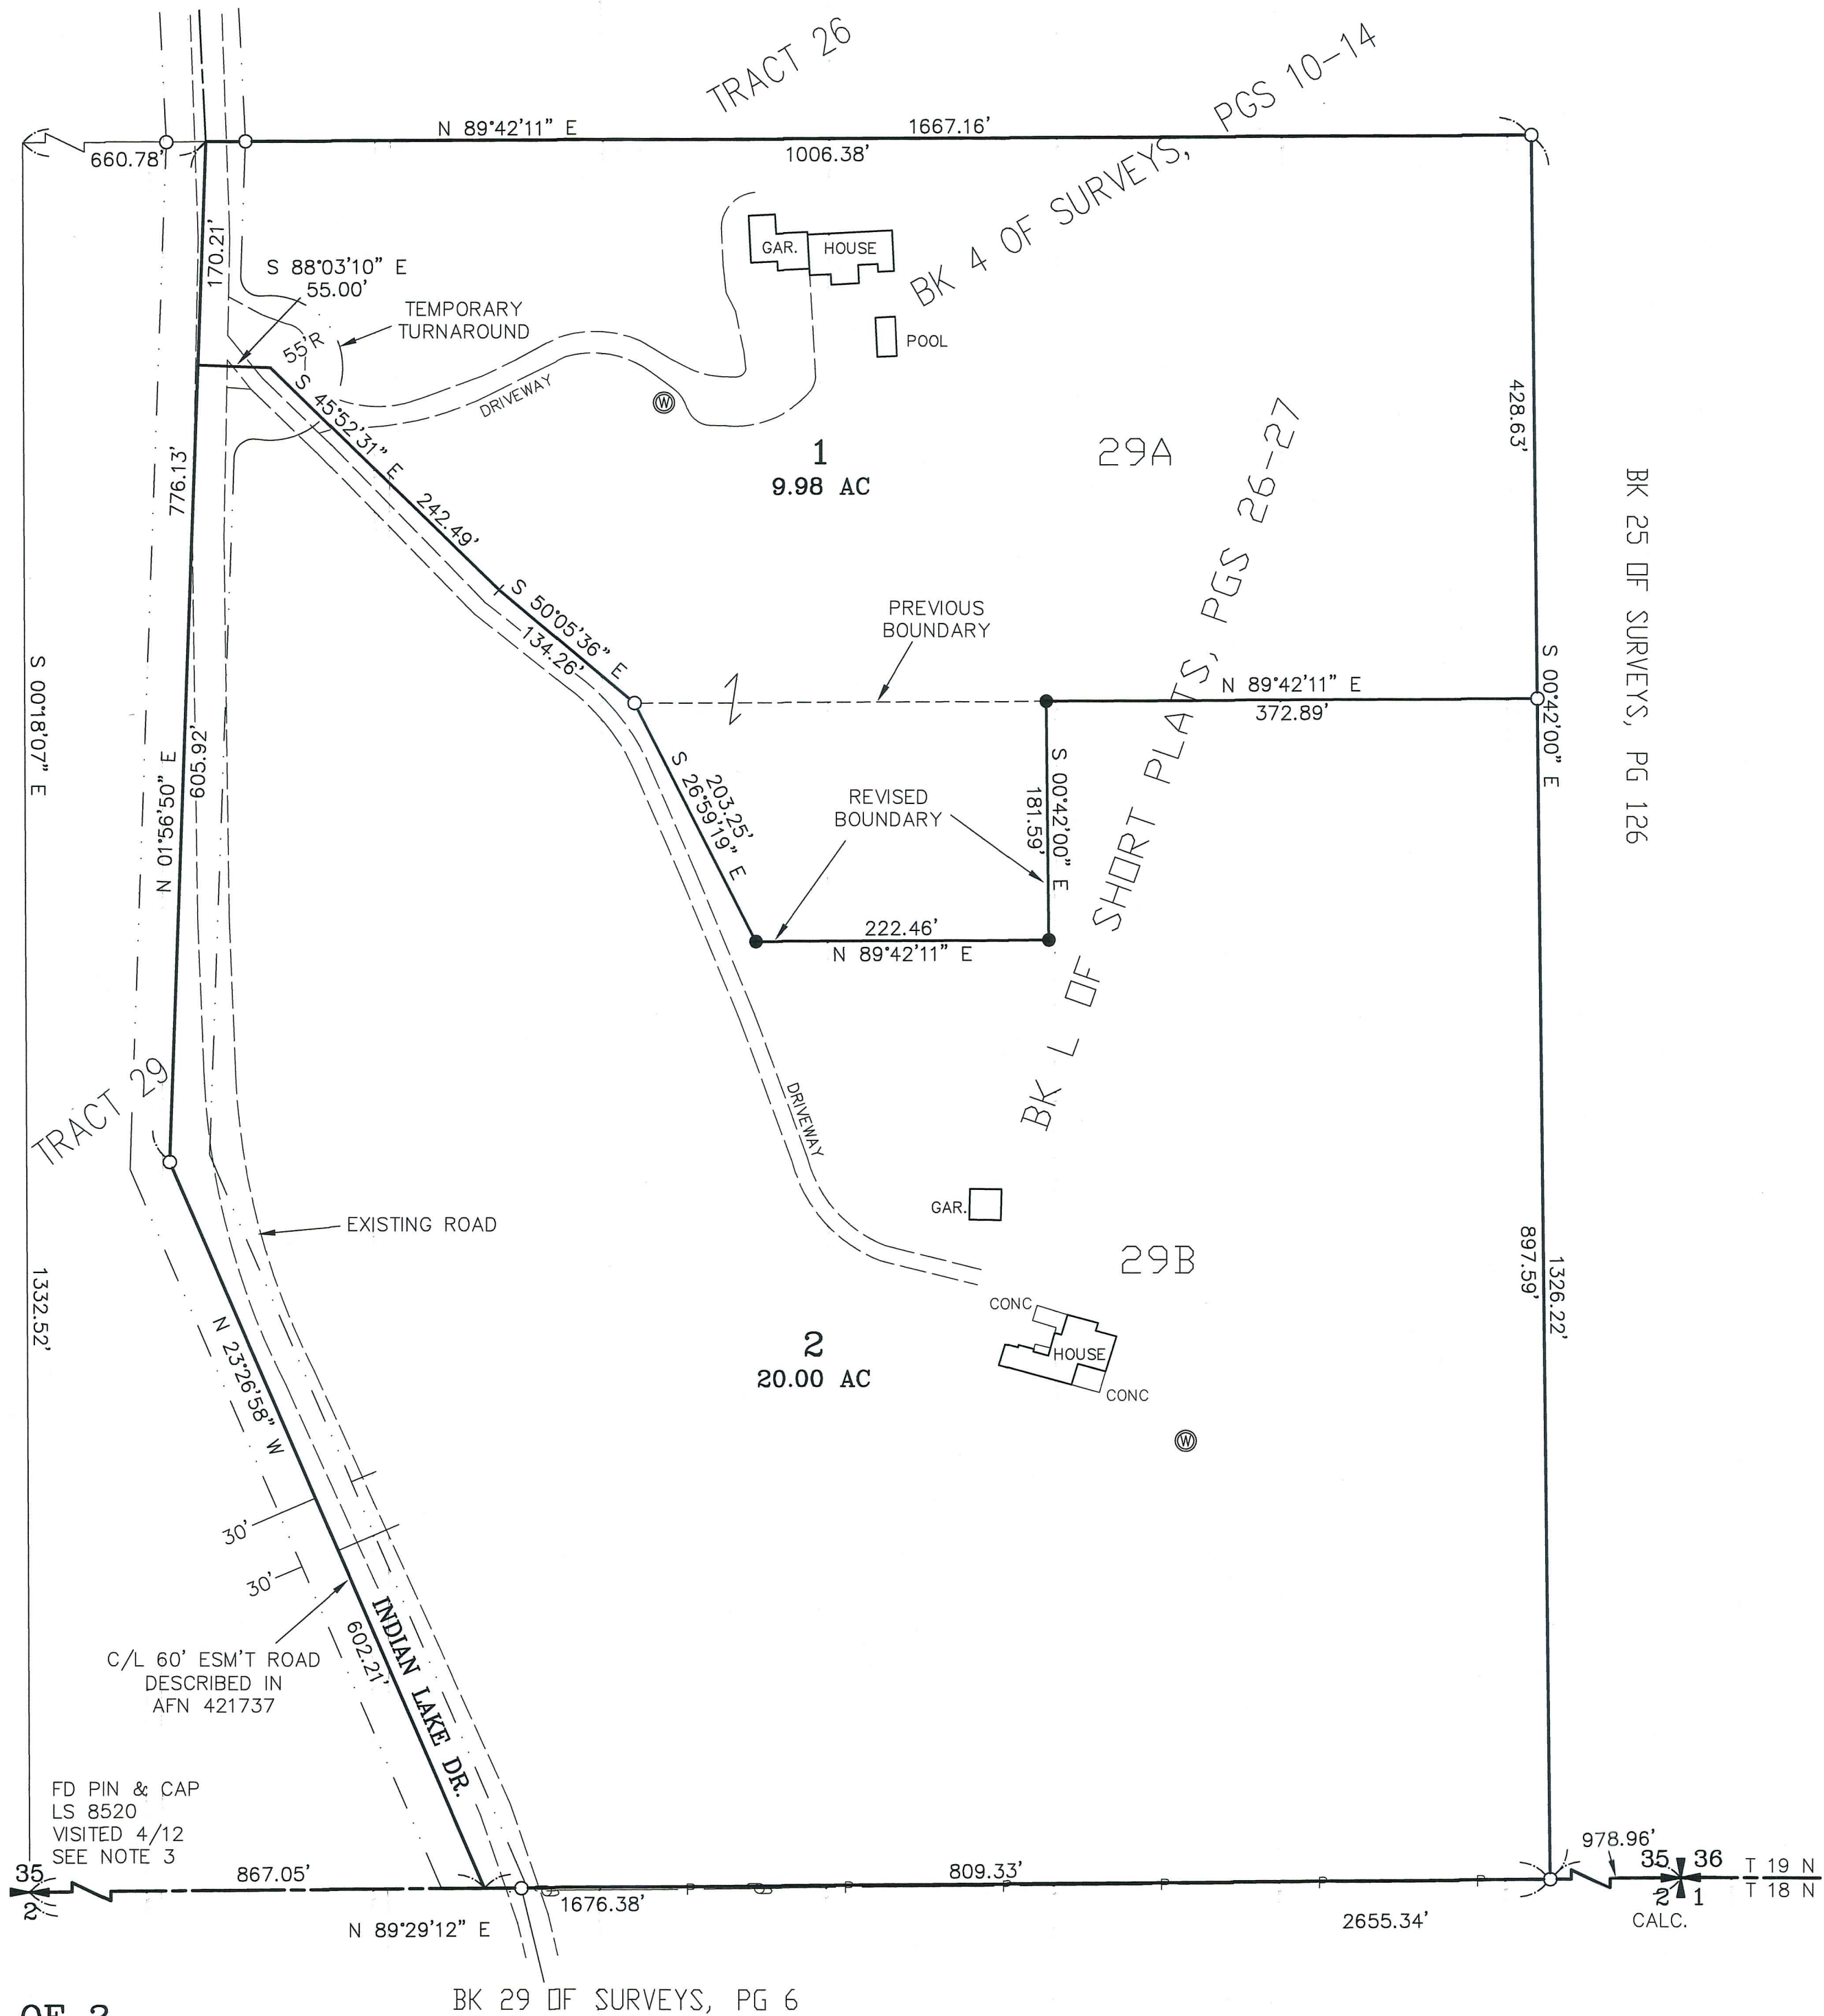 TRACT 26
BK 4 OF SURVEYS, PGS 10-14
N 89°42'11" E
1667.16'
660.78'
1006.38'
170.21'
S 88°03'10" E
55.00'
TEMPORARY
TURNAROUND
55'R
GAR.
HOUSE
POOL
DRIVEWAY
W
S 45°52'31" E
242.49'
1
9.98 AC
29A
428.63'
776.13'
BK 25 OF SURVEYS, PG 126
S 50°05'36" E
134.26'
PREVIOUS
BOUNDARY
BK L OF SHORT PLATS, PGS 26-27
N 89°42'11" E
372.89'
S 00°42'00" E
S 00°18'07" E
N 01°56'50" E
605.92'
203.25'
S 26°59'19" E
REVISED
BOUNDARY
S 00°42'00" E
181.59'
222.46'
N 89°42'11" E
TRACT 29
DRIVEWAY
EXISTING ROAD
GAR.
29B
897.59'
1326.22'
1332.52'
CONC
HOUSE
CONC
2
20.00 AC
W
N 23°26'58" W
30'
30'
C/L 60' ESM'T ROAD
DESCRIBED IN
AFN 421737
602.21'
INDIAN LAKE DR.
FD PIN & CAP
LS 8520
VISITED 4/12
SEE NOTE 3
35
2
867.05'
809.33'
978.96'
35 36
2 1
T 19 N
T 18 N
CALC.
1676.38'
2655.34'
N 89°29'12" E
BK 29 OF SURVEYS, PG 6